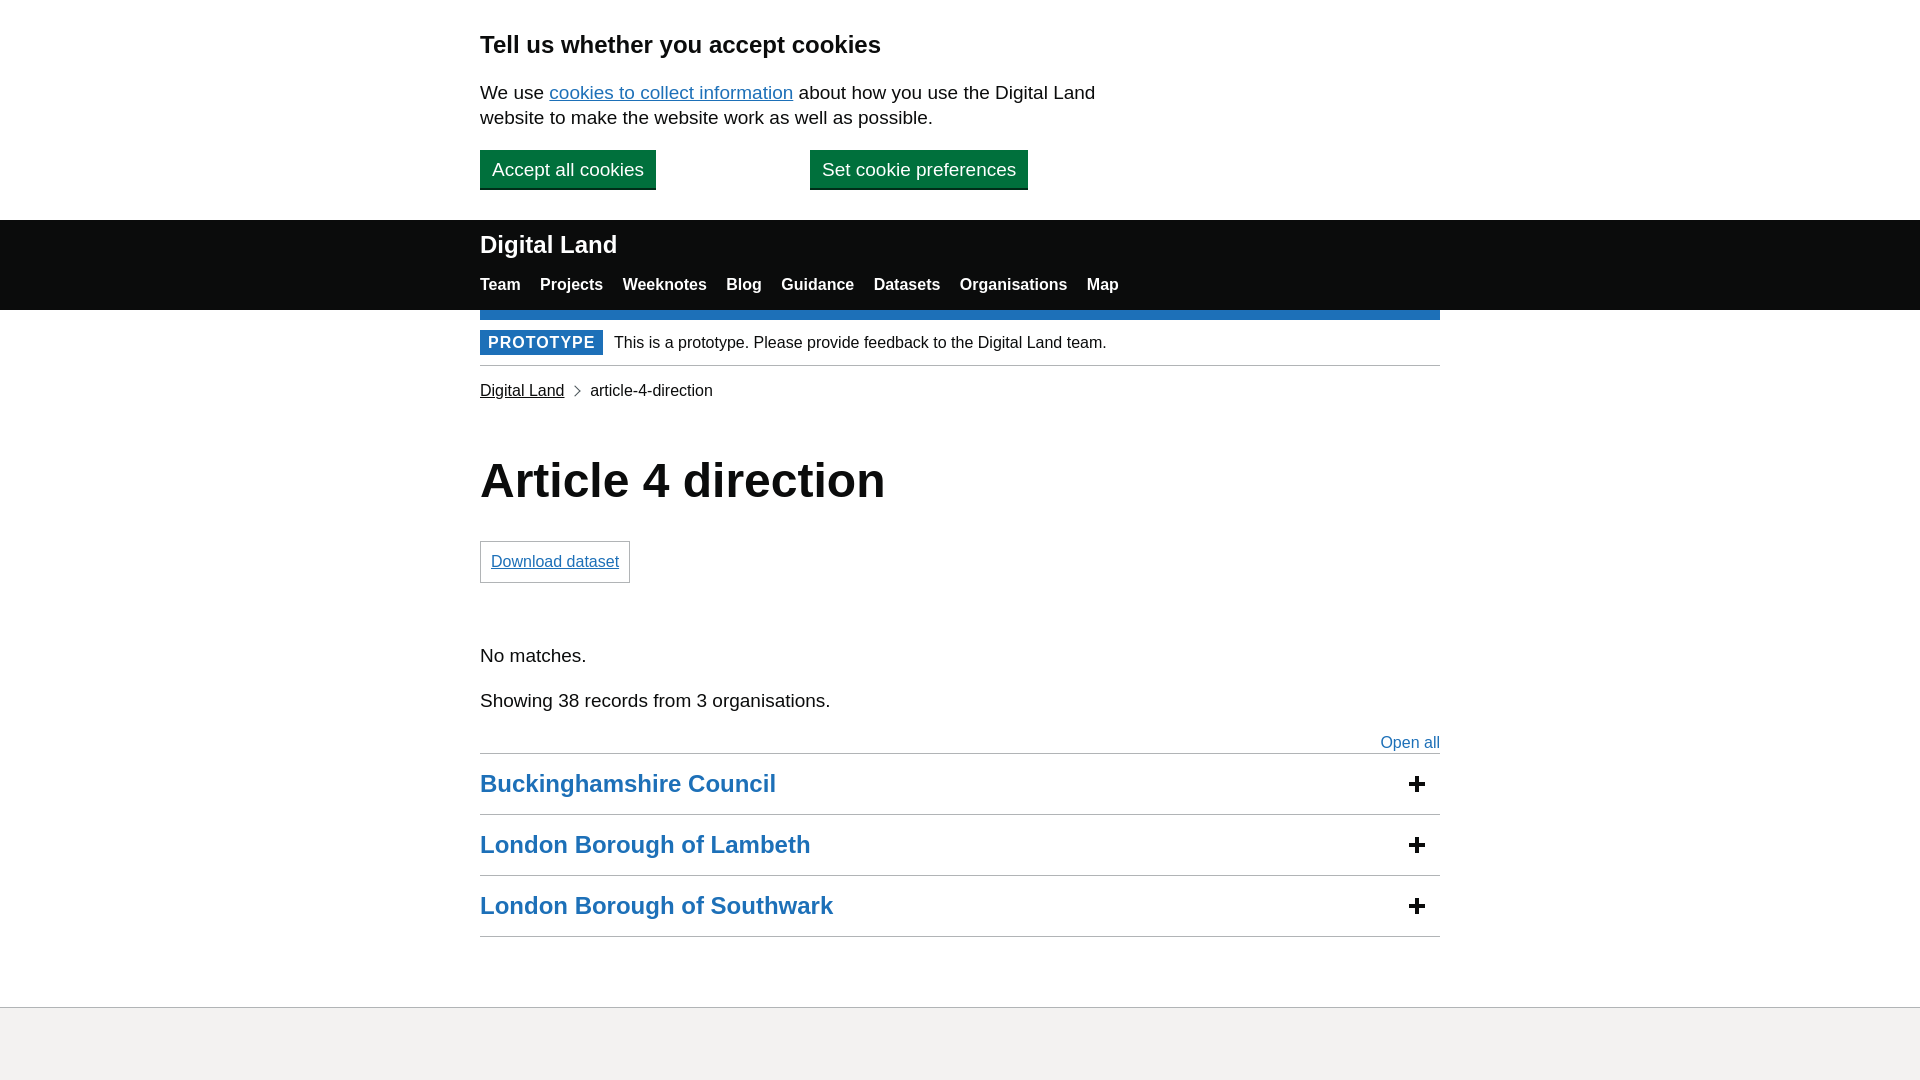 Tell us whether you accept cookies
We use cookies to collect information about how you use the Digital Land
website to make the website work as well as possible.
Accept all cookies
Set cookie preferences
Digital Land
Team Projects Weeknotes Blog Guidance Datasets Organisations Map
PROTOTYPE This is a prototype. Please provide feedback to the Digital Land team.
Digital Land article-4-direction
Article 4 direction
Download dataset
No matches.
Showing 38 records from 3 organisations.
Open all
Buckinghamshire Council
London Borough of Lambeth
London Borough of Southwark